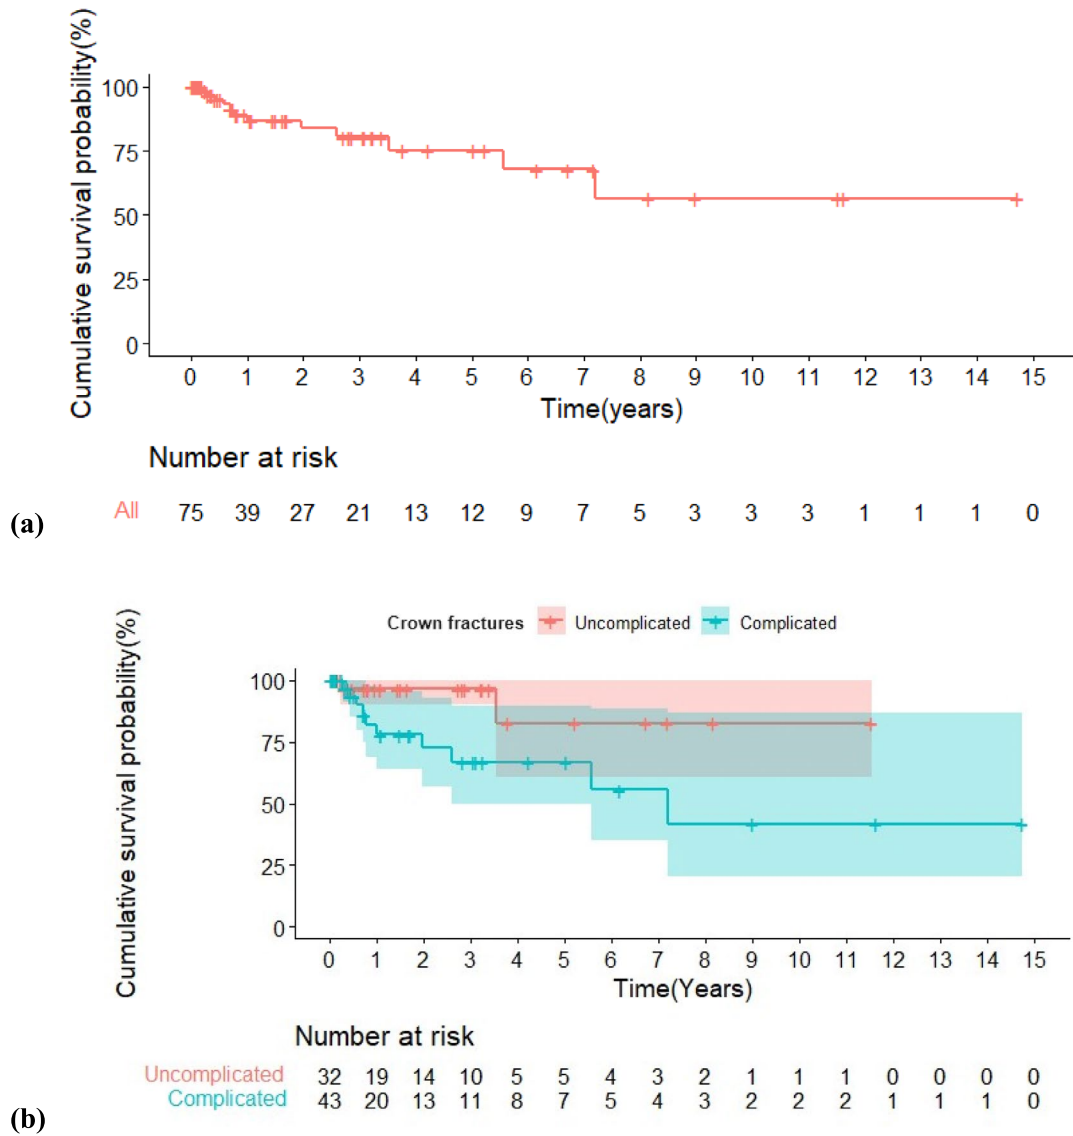 (a)
Cumulative survival probability(%)
100
75
50
25
0
0 1 2 3 4 5 6 7 8 9 10 11 12 13 14 15
Time(years)
Number at risk
All 75 39 27 21 13 12 9 7 5 3 3 3 1 1 1 0
(b)
Crown fractures Uncomplicated Complicated
Cumulative survival probability(%)
100
75
50
25
0
0 1 2 3 4 5 6 7 8 9 10 11 12 13 14 15
Time(Years)
Number at risk
Uncomplicated 32 19 14 10 5 5 4 3 2 1 1 1 0 0 0 0
Complicated 43 20 13 11 8 7 5 4 3 2 2 2 1 1 1 0